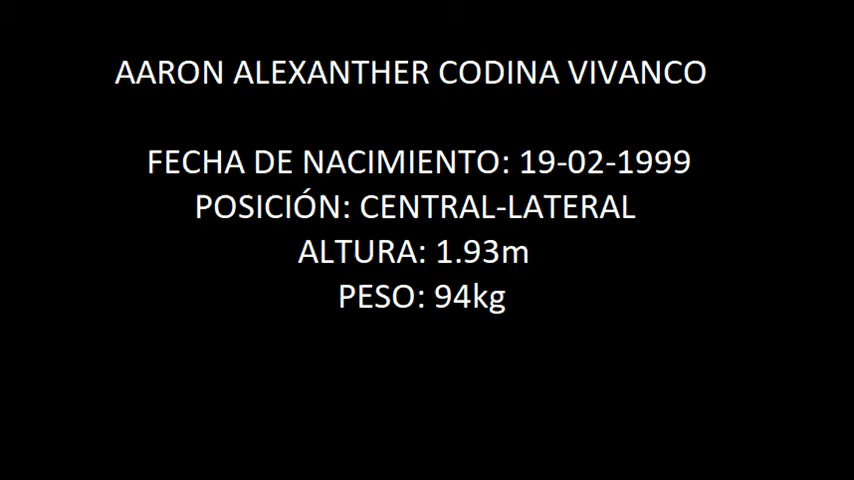 AARON ALEXANTHER CODINA VIVANCO
FECHA DE NACIMIENTO: 19-02-1999
POSICIÓN: CENTRAL-LATERAL
ALTURA: 1.93m
PESO: 94kg